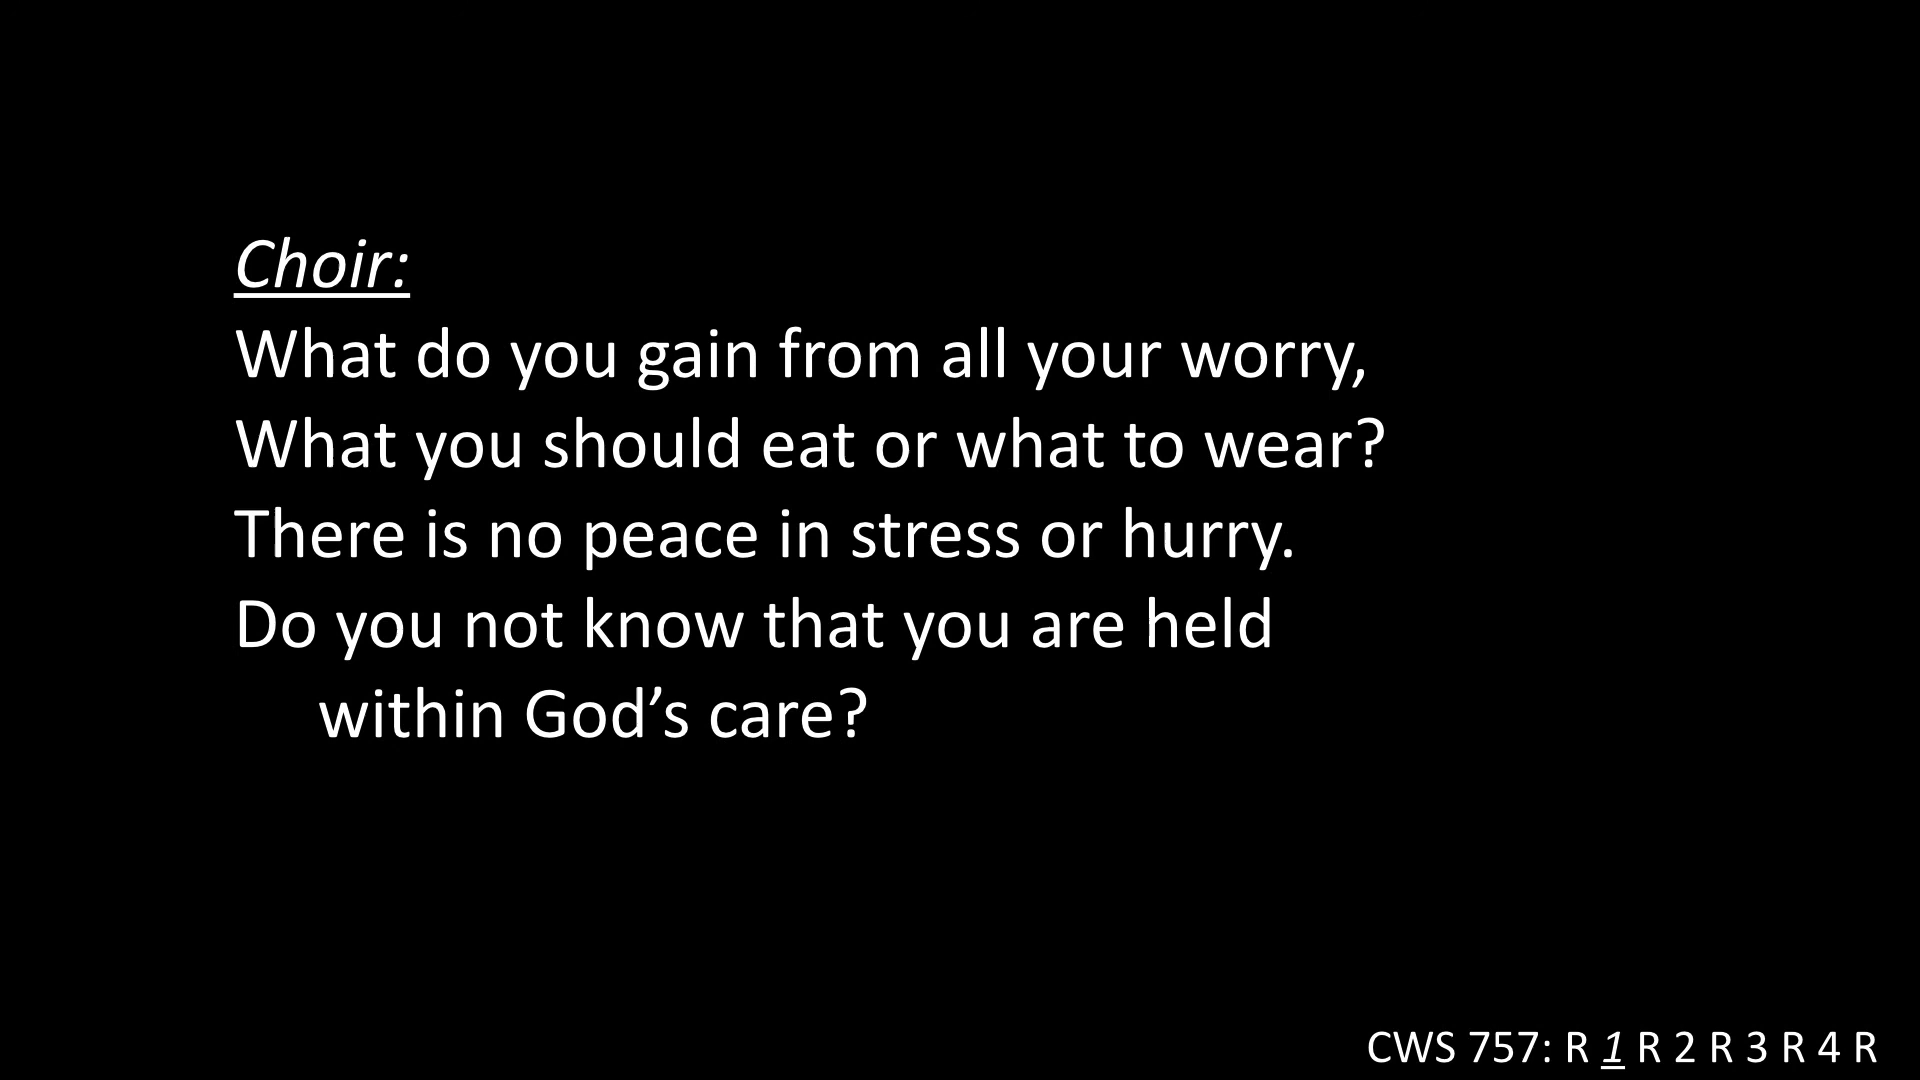 Choir:
What do you gain from all your worry,
What you should eat or what to wear?
There is no peace in stress or hurry.
Do you not know that you are held
within God’s care?
CWS 757: R 1 R 2 R 3 R 4 R